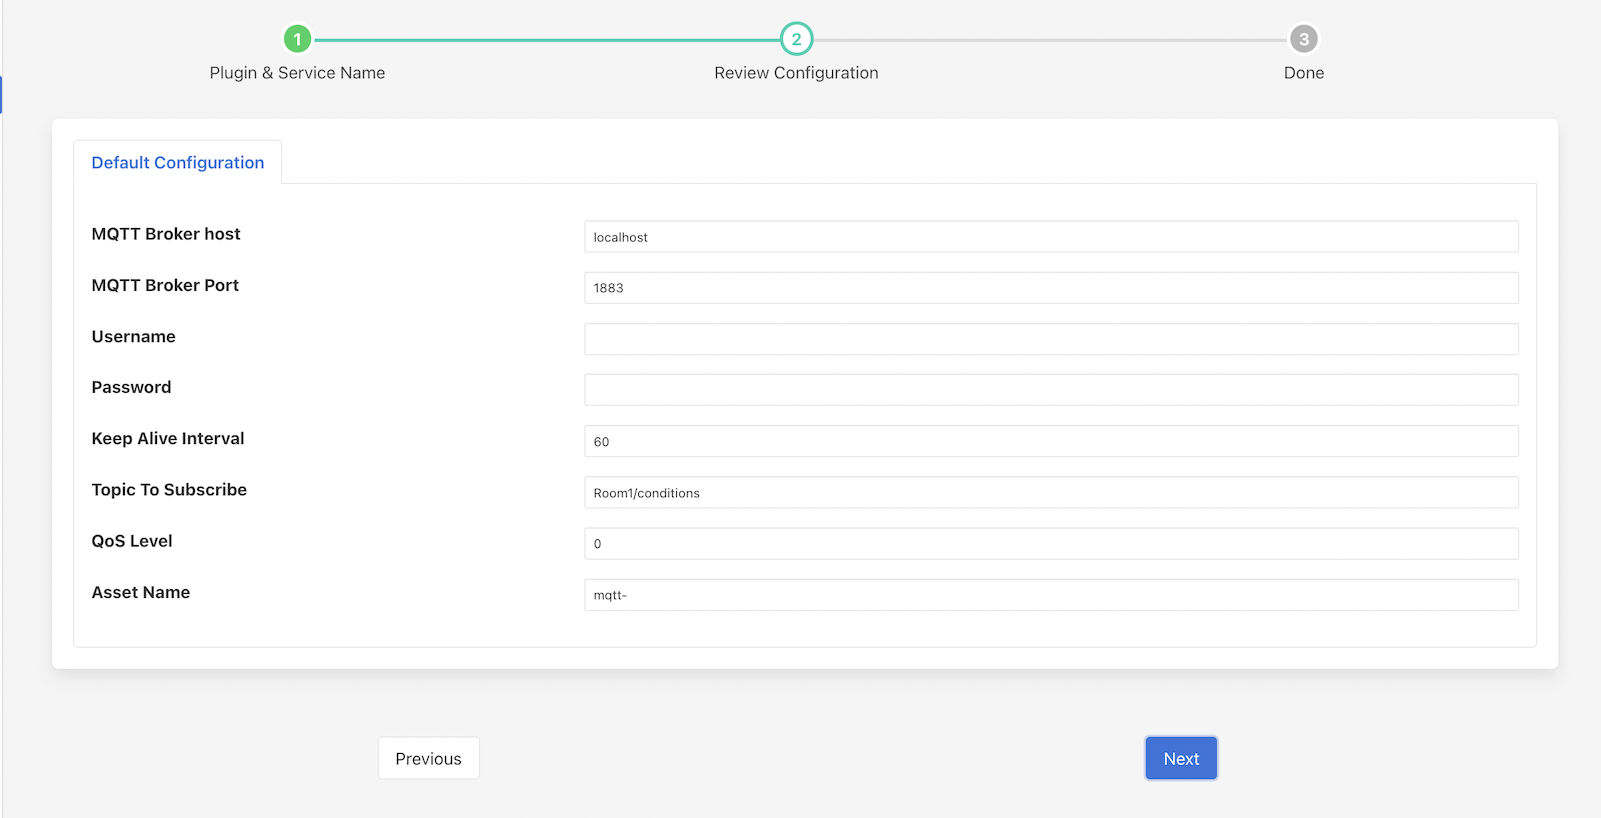 1
2
3
Plugin & Service Name
Review Configuration
Done
Default Configuration
MQTT Broker host
localhost
MQTT Broker Port
1883
Username
Password
Keep Alive Interval
60
Topic To Subscribe
Room1/conditions
QoS Level
0
Asset Name
mqtt-
Previous
Next